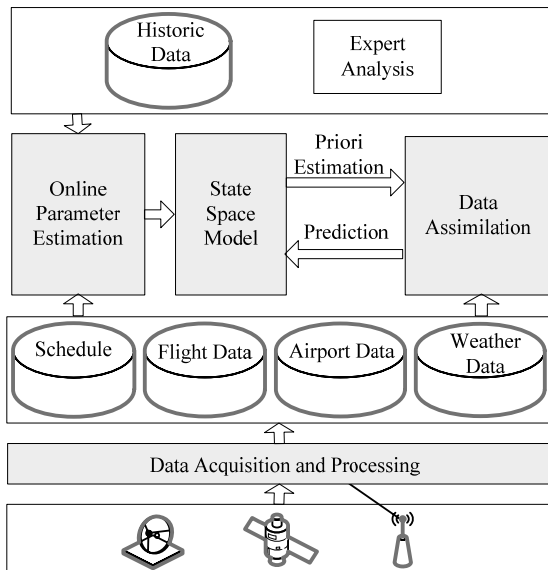 Historic
Data
Expert
Analysis
Online
Parameter
Estimation
State
Space
Model
Priori
Estimation
Prediction
Data
Assimilation
Schedule
Flight Data
Airport Data
Weather
Data
Data Acquisition and Processing